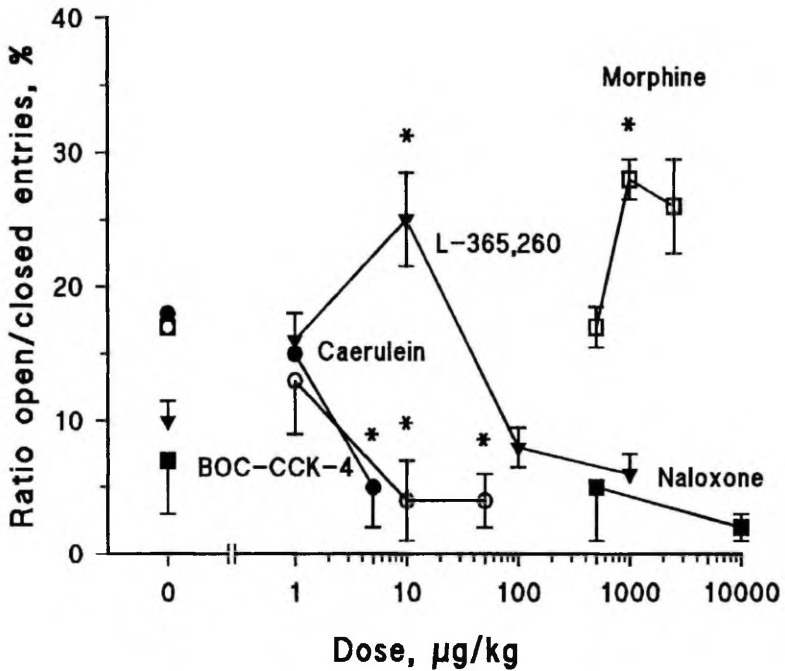 Ratio open/closed entries, %
40
30
20
10
0
Morphine
*
*
L-365,260
Caerulein
*
*
*
BOC-CCK-4
Naloxone
0
1
10
100
1000
10000
Dose, μg/kg